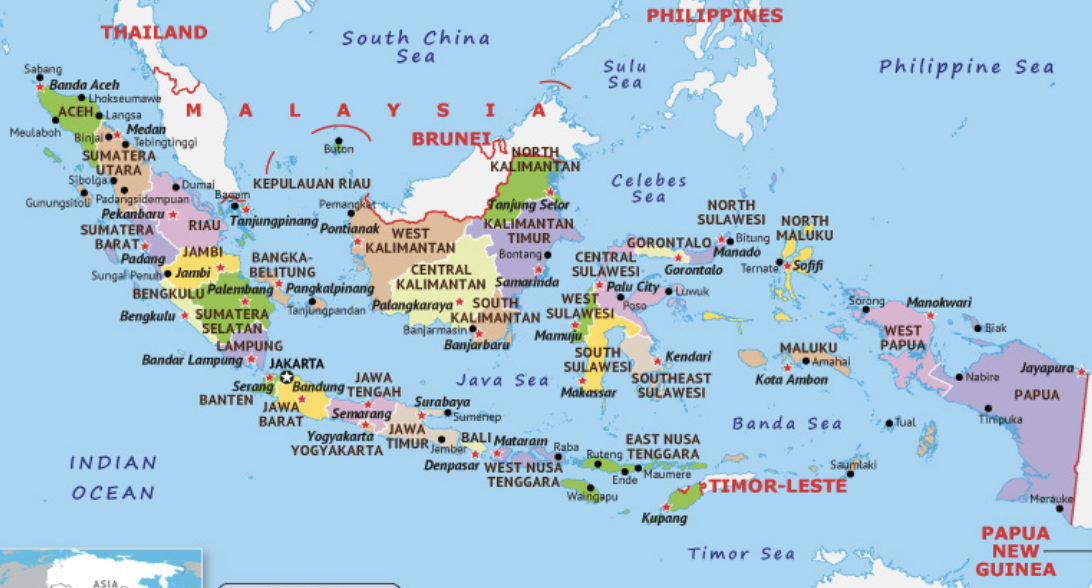 THAILAND
PHILIPPINES
South China
Sea
Sulu
Sea
Philippine Sea
Sabang
Banda Aceh
Lhokseumawe
ACEH
Langsa
Meulaboh
Medan
Binjai
Tebingtinggi
SUMATERA
UTARA
MALAYSIA
BRUNEI
Buton
NORTH
KALIMANTAN
Sibolga
Dumai
Gunungsitoli
Padangsidempuan
Batam
KEPULAUAN RIAU
Pemangkat
Tanjung Selor
Celebes
Sea
Pekanbaru
Tanjungpinang
Pontianak
RIAU
SUMATERA
BARAT
WEST
KALIMANTAN
KALIMANTAN
TIMUR
NORTH
SULAWESI
NORTH
MALUKU
Padang
JAMBI
BANGKA-
BELITUNG
Bontang
GORONTALO
Bitung
Manado
Sungai Penuh
Jambi
CENTRAL
KALIMANTAN
Samarinda
CENTRAL
SULAWESI
Gorontalo
Ternate
Sofifi
BENGKULU
Palembang
Pangkalpinang
Palangkaraya
Palu City
Luwuk
Bengkulu
SUMATERA
SELATAN
Tanjungpandan
SOUTH
KALIMANTAN
WEST
SULAWESI
Poso
Sorong
Manokwari
Banjarmasin
Banjarbaru
Mamuju
WEST
PAPUA
Biak
LAMPUNG
Bandar Lampung
JAKARTA
SOUTH
SULAWESI
Kendari
MALUKU
Amahai
Kota Ambon
Nabire
Jayapura
Serang
BANTEN
Bandung
JAWA
TENGAH
Java Sea
Makassar
SOUTHEAST
SULAWESI
PAPUA
JAWA
BARAT
Semarang
Surabaya
Sumenep
Tinipuka
Yogyakarta
YOGYAKARTA
JAWA
TIMUR
Jember
BALI
Mataram
Banda Sea
Tual
Denpasar
WEST NUSA
TENGGARA
Raba
Ruteng
EAST NUSA
TENGGARA
Ende
Maumere
Waingapu
Saumlaki
INDIAN
OCEAN
TIMOR-LESTE
Kupang
Merauke
Timor Sea
PAPUA
NEW
GUINEA
ASIA